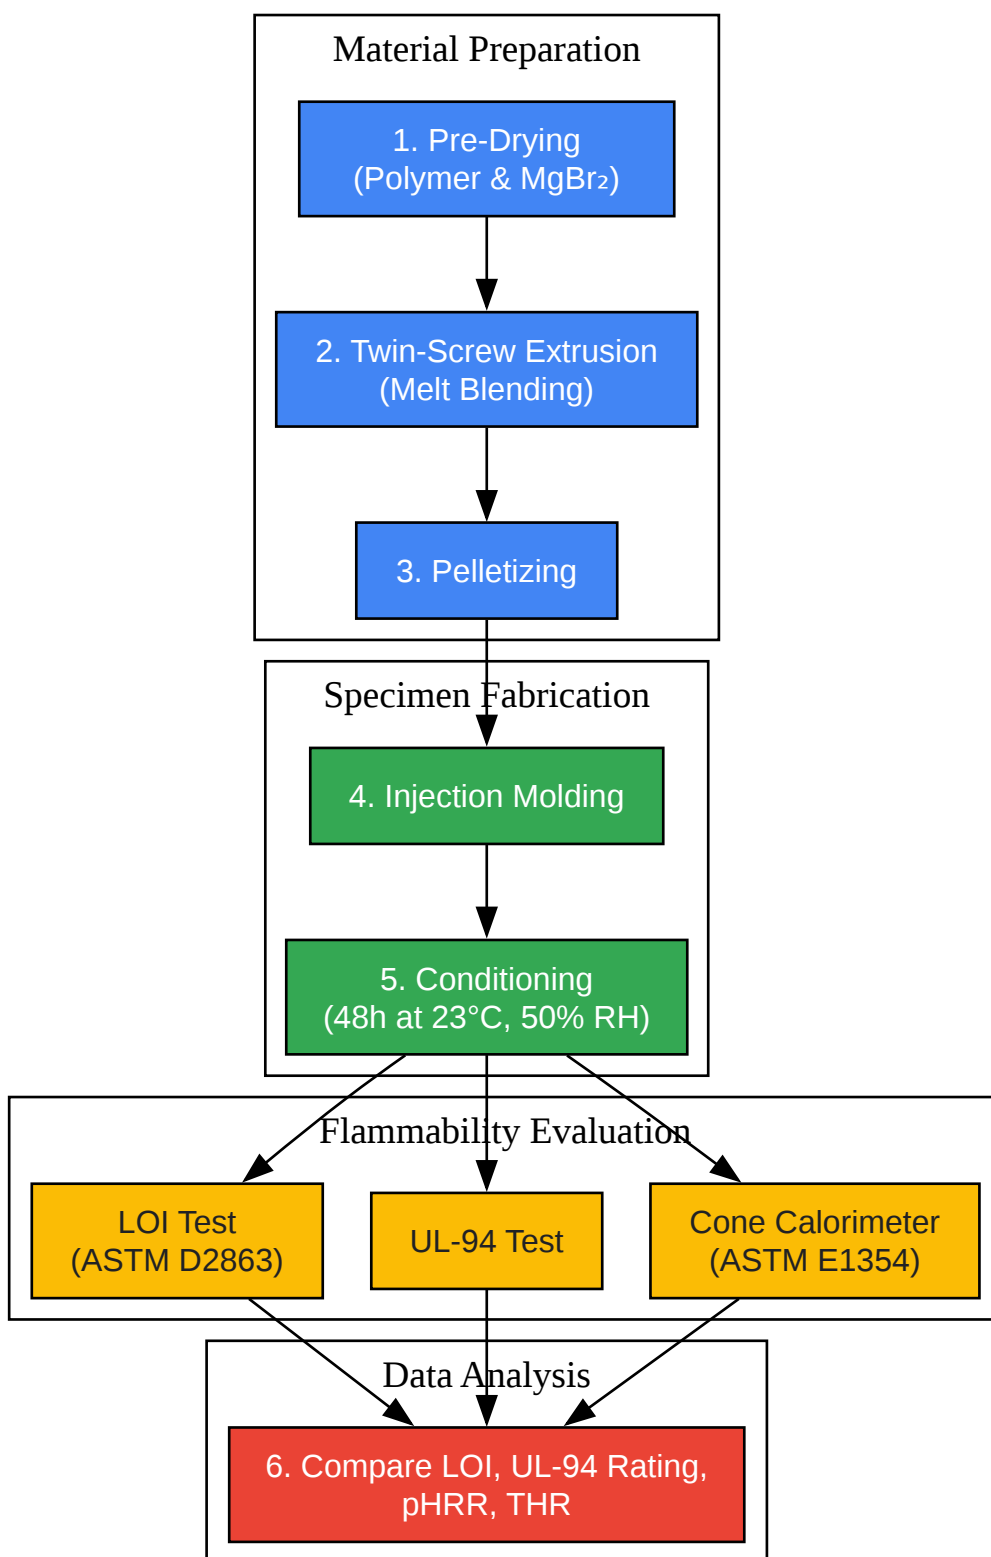 Material Preparation
1. Pre-Drying
(Polymer & MgBr₂)
2. Twin-Screw Extrusion
(Melt Blending)
3. Pelletizing
Specimen Fabrication
4. Injection Molding
5. Conditioning
(48h at 23°C, 50% RH)
Flammability Evaluation
LOI Test
(ASTM D2863)
UL-94 Test
Cone Calorimeter
(ASTM E1354)
Data Analysis
6. Compare LOI, UL-94 Rating,
pHRR, THR